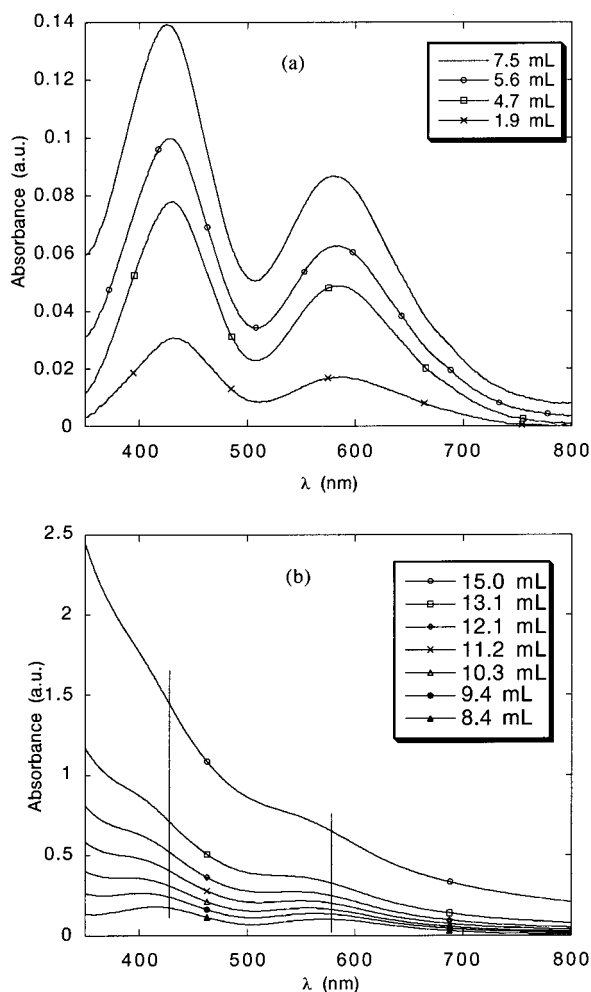 (a)
7.5 mL
5.6 mL
4.7 mL
1.9 mL
Absorbance (a.u.)
0.14
0.12
0.1
0.08
0.06
0.04
0.02
0
400
500
600
700
800
λ (nm)
(b)
15.0 mL
13.1 mL
12.1 mL
11.2 mL
10.3 mL
9.4 mL
8.4 mL
Absorbance (a.u.)
2.5
2
1.5
1
0.5
0
400
500
600
700
800
λ (nm)